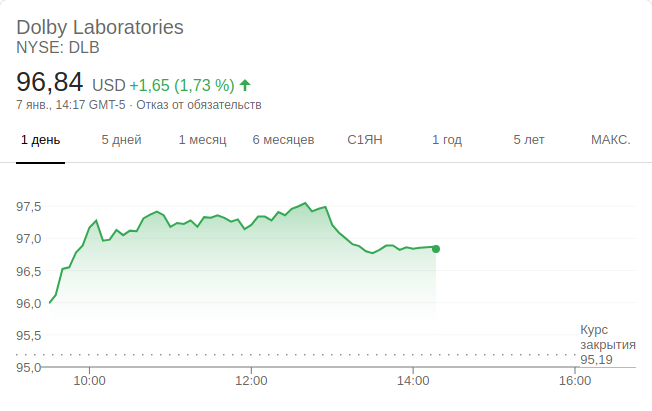 Dolby Laboratories
NYSE: DLB
96,84 USD +1,65 (1,73 %)
7 янв., 14:17 GMT-5 · Отказ от обязательств
1 день 5 дней 1 месяц 6 месяцев С1ЯН 1 год 5 лет МАКС.
97,5
97,0
96,5
96,0
95,5
95,0
Курс
закрытия
95,19
10:00 12:00 14:00 16:00